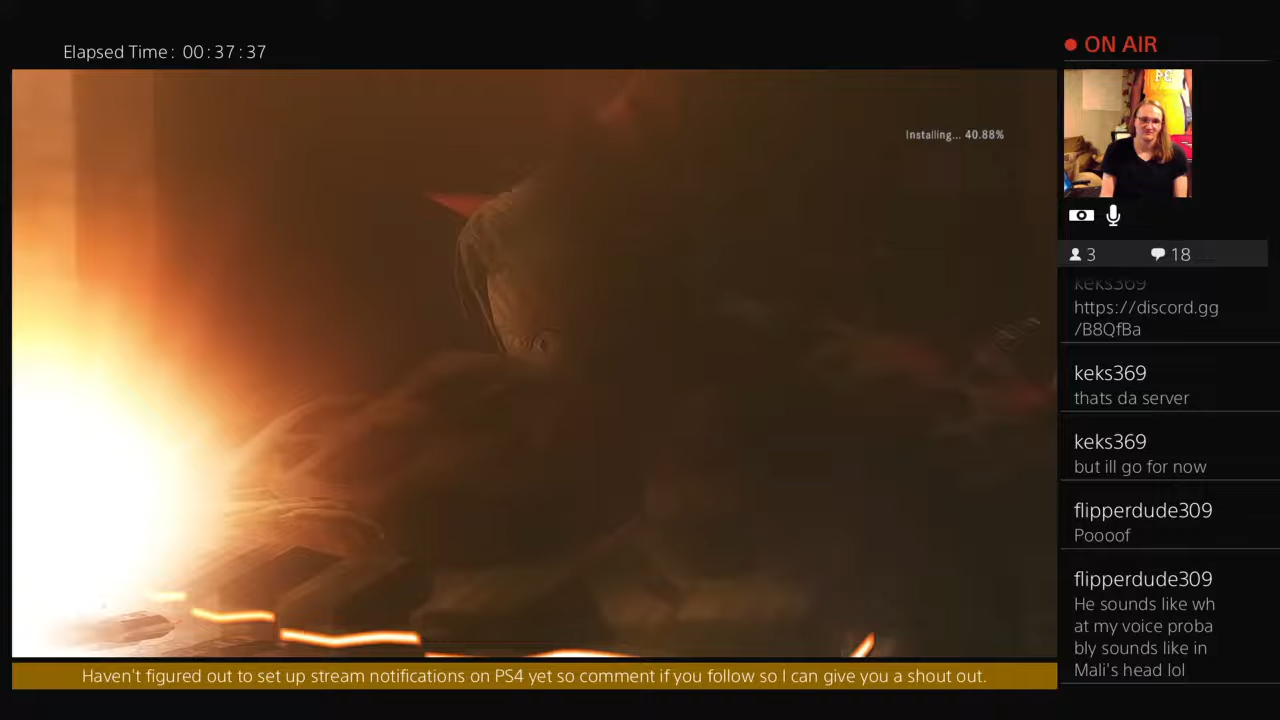 Elapsed Time: 00:37:37
ON AIR
Installing... 40.88%
3 18
keks369
https://discord.gg
/B8QfBa
keks369
thats da server
keks369
but ill go for now
flipperdude309
Poooof
flipperdude309
He sounds like wh
at my voice proba
bly sounds like in
Mali's head lol
Haven't figured out to set up stream notifications on PS4 yet so comment if you follow so I can give you a shout out.